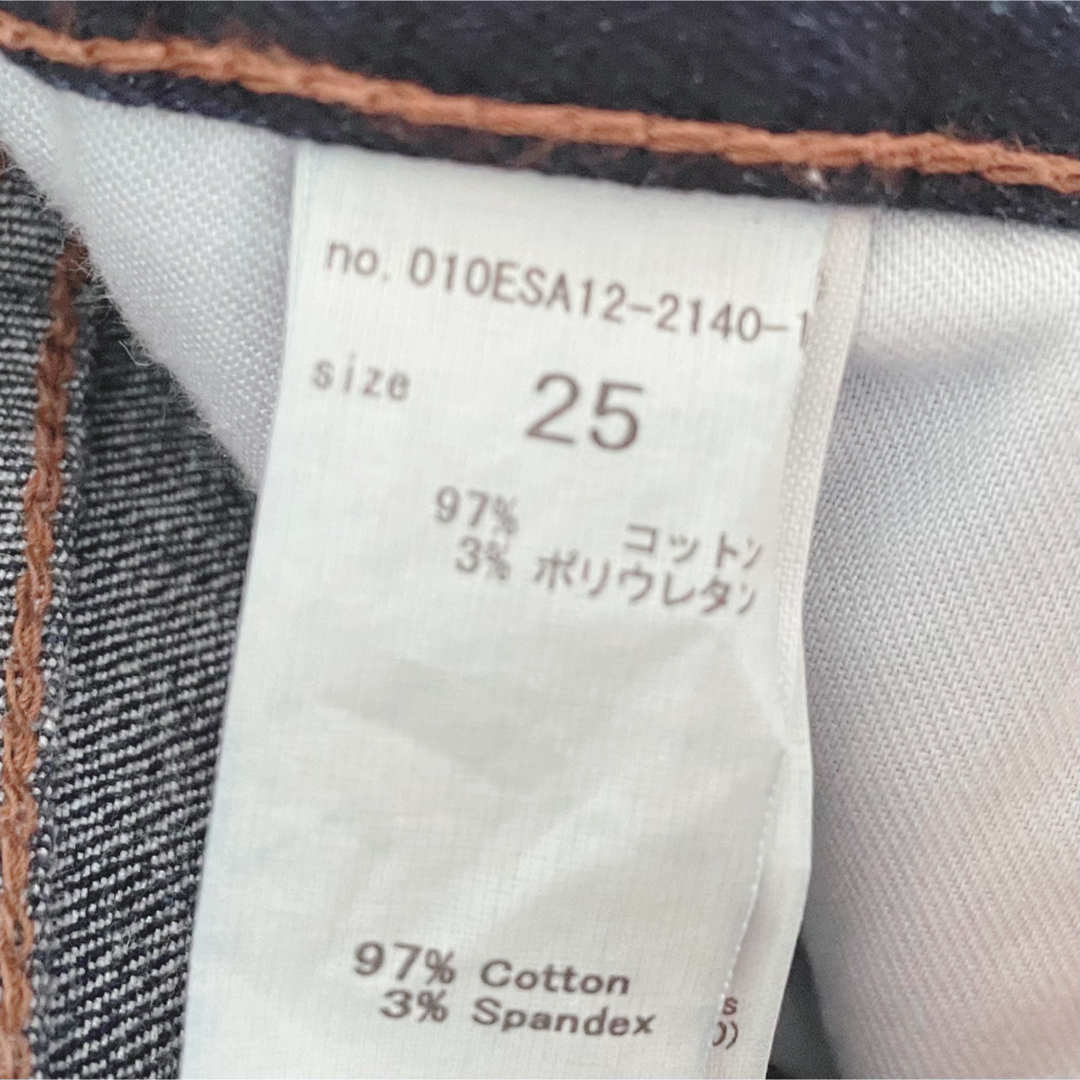 no. 010ESA12-2140-1
size 25
97% コットン
3% ポリウレタン
97% Cotton
3% Spandex